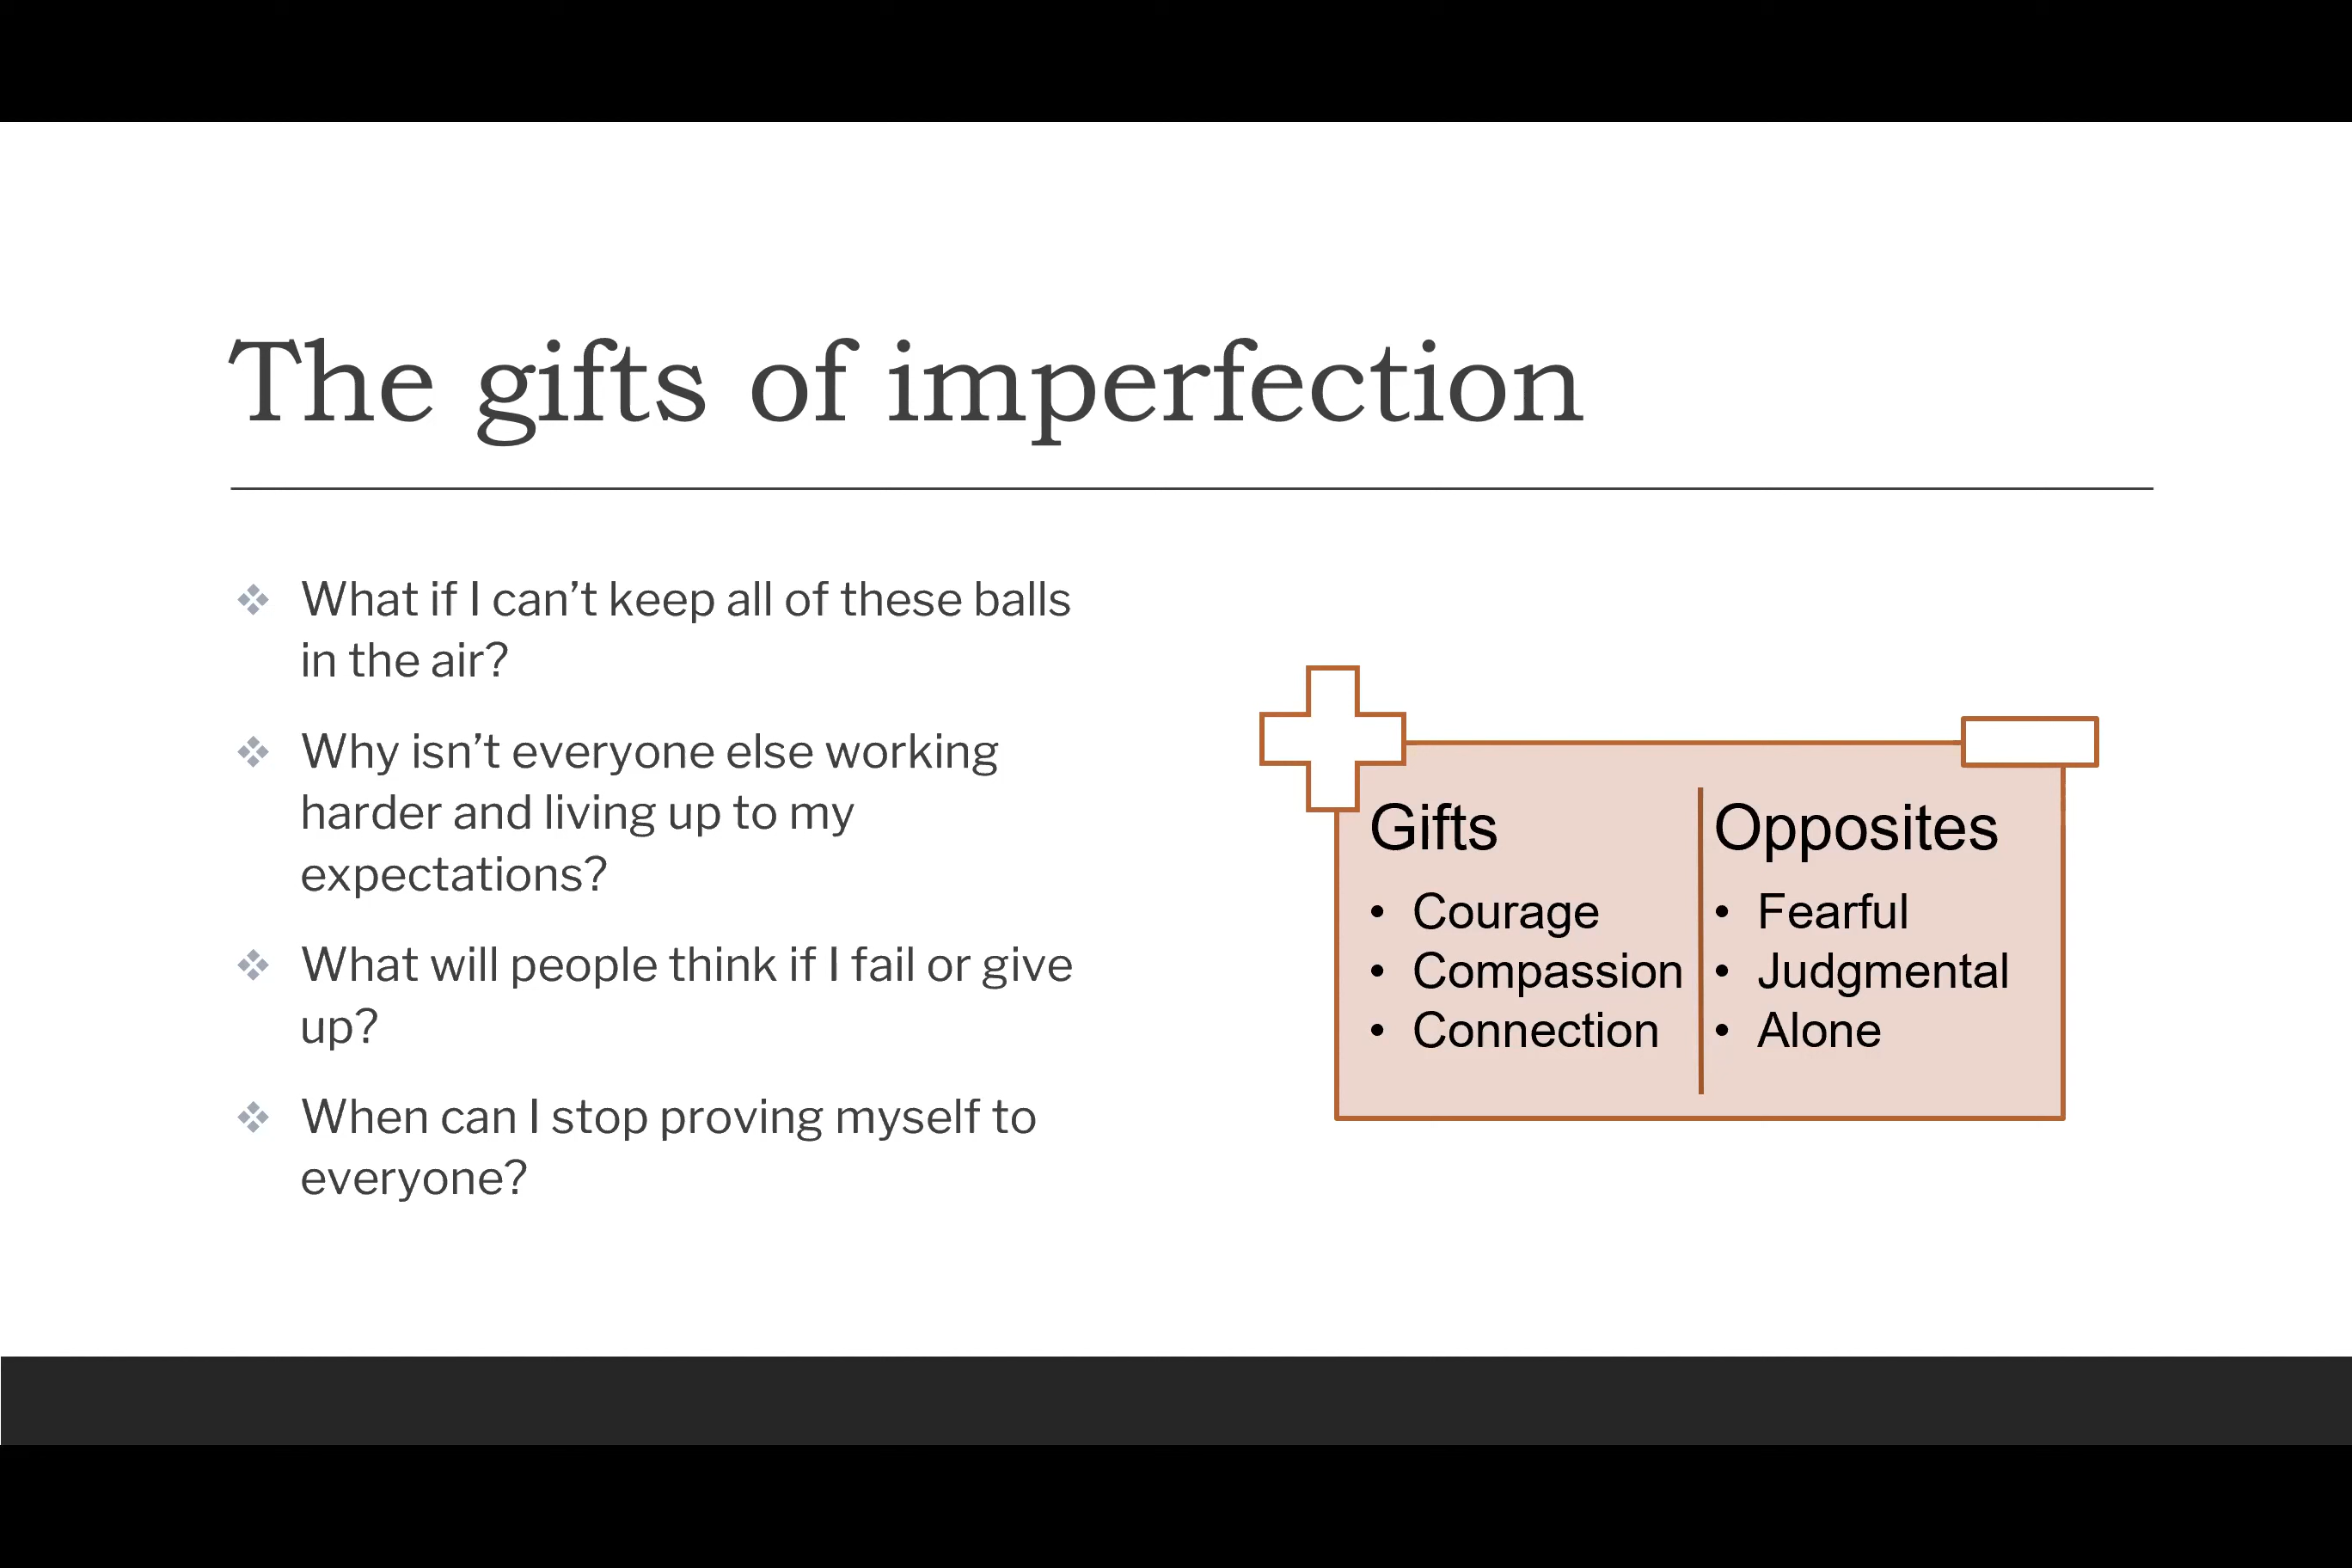 The gifts of imperfection
What if I can’t keep all of these balls
in the air?
Why isn’t everyone else working
harder and living up to my
expectations?
What will people think if I fail or give
up?
When can I stop proving myself to
everyone?
Gifts
• Courage
• Compassion
• Connection
Opposites
• Fearful
• Judgmental
• Alone